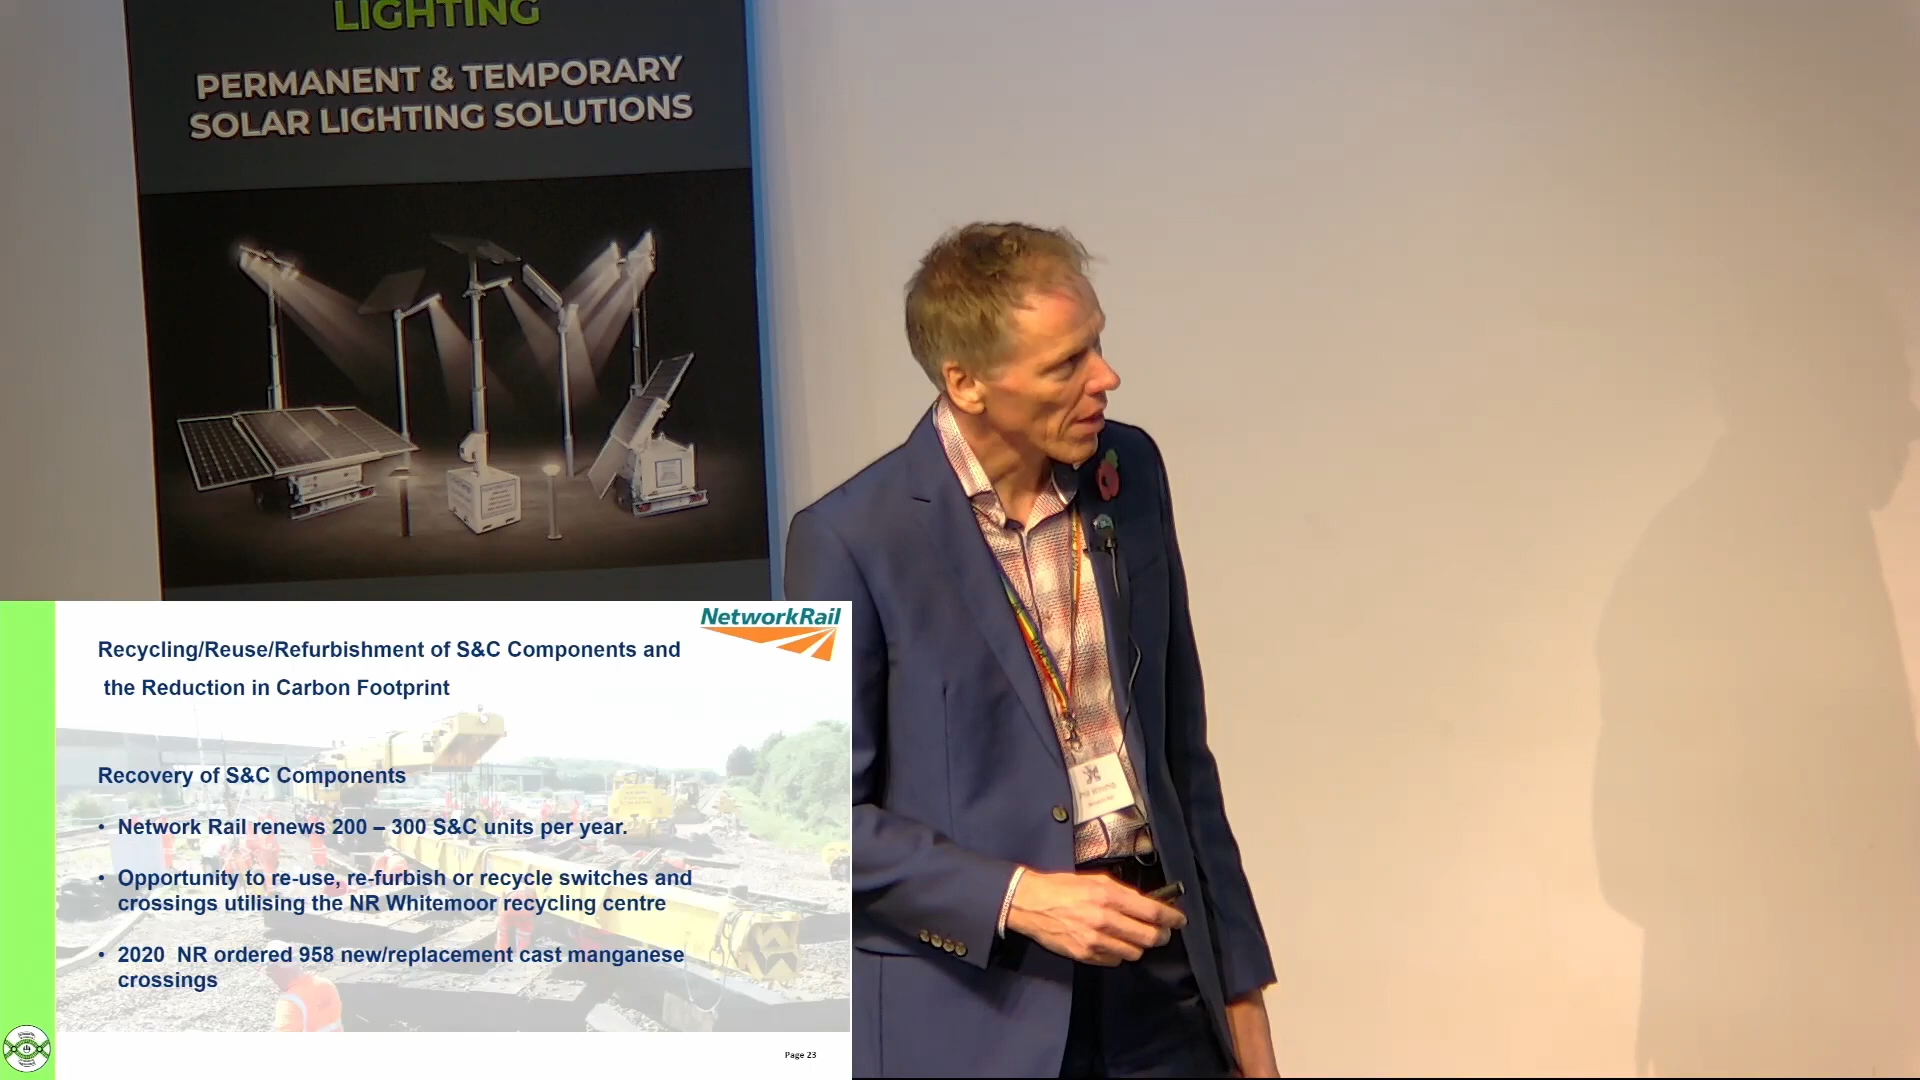 LIGHTING
PERMANENT & TEMPORARY
SOLAR LIGHTING SOLUTIONS
NetworkRail
Recycling/Reuse/Refurbishment of S&C Components and
the Reduction in Carbon Footprint
Recovery of S&C Components
• Network Rail renews 200 – 300 S&C units per year.
• Opportunity to re-use, re-furbish or recycle switches and
crossings utilising the NR Whitemoor recycling centre
• 2020 NR ordered 958 new/replacement cast manganese
crossings
Page 23